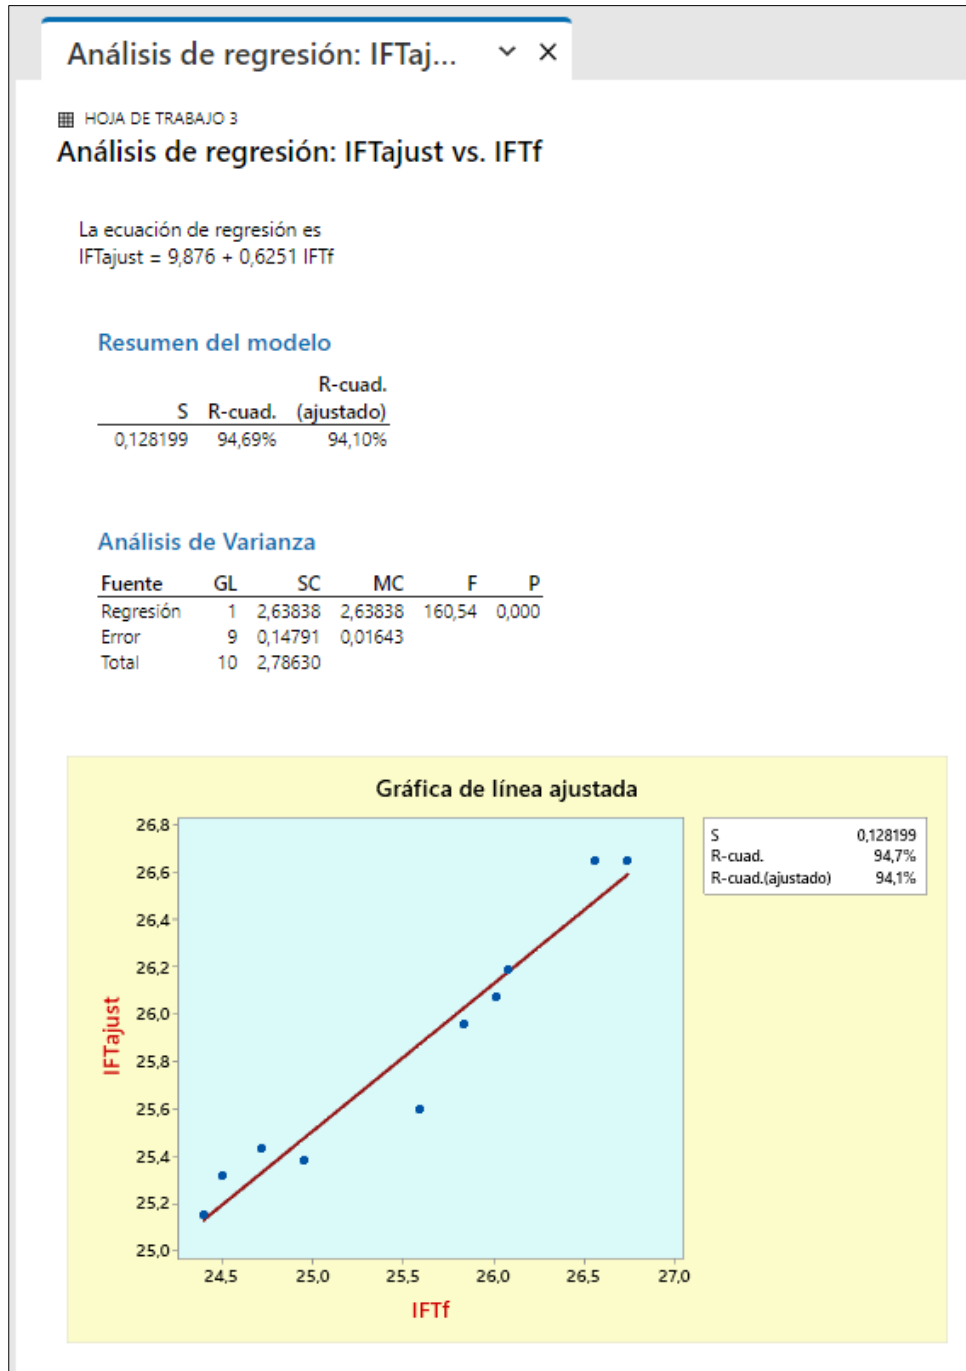 Análisis de regresión: IFTaj...
HOJA DE TRABAJO 3
Análisis de regresión: IFTajust vs. IFTf
La ecuación de regresión es
IFTajust = 9,876 + 0,6251 IFTf
Resumen del modelo
R-cuad.
S R-cuad. (ajustado)
0,128199 94,69% 94,10%
Análisis de Varianza
Fuente GL SC MC F P
Regresión 1 2,63838 2,63838 160,54 0,000
Error 9 0,14791 0,01643
Total 10 2,78630
Gráfica de línea ajustada
S 0,128199
R-cuad. 94,7%
R-cuad.(ajustado) 94,1%
26,8
26,6
26,4
26,2
26,0
25,8
25,6
25,4
25,2
25,0
IFTajust
24,5 25,0 25,5 26,0 26,5 27,0
IFTf